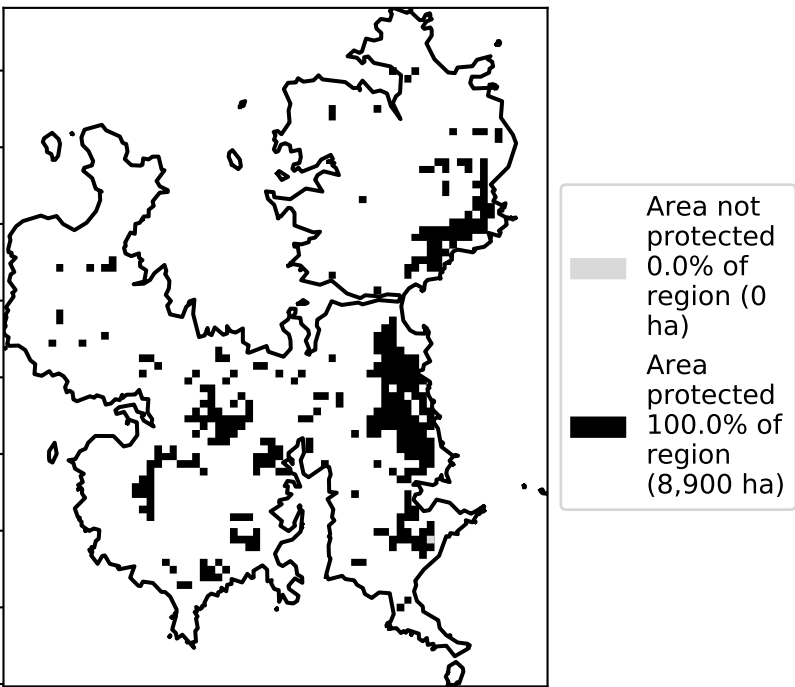 Area not
protected
0.0% of
region (0
ha)
Area
protected
100.0% of
region
(8,900 ha)